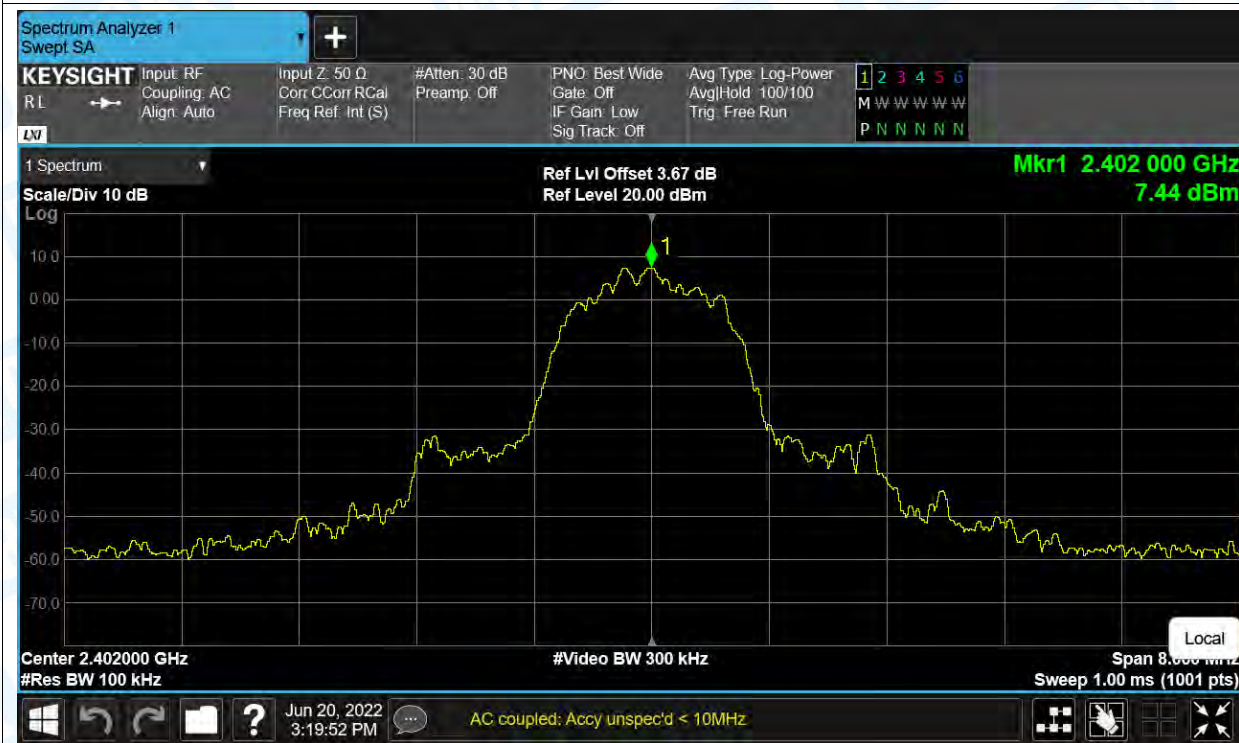 Spectrum Analyzer 1
Swept SA
+
KEYSIGHT
R L
LXI
Input: RF
Coupling: AC
Align: Auto
Input Z: 50 Ω
Corr CCorr RCal
Freq Ref: Int (S)
#Atten: 30 dB
Preamp: Off
PNO: Best Wide
Gate: Off
IF Gain: Low
Sig Track: Off
Avg Type: Log-Power
Avg|Hold: 100/100
Trig: Free Run
1 2 3 4 5 6
M W W W W W
P N N N N N
1 Spectrum
Scale/Div 10 dB
Log
Ref Lvl Offset 3.67 dB
Ref Level 20.00 dBm
Mkr1 2.402 000 GHz
7.44 dBm
1
10.0
0.00
-10.0
-20.0
-30.0
-40.0
-50.0
-60.0
-70.0
Local
Center 2.402000 GHz
#Res BW 100 kHz
#Video BW 300 kHz
Span 8.000 MHz
Sweep 1.00 ms (1001 pts)
?
Jun 20, 2022
3:19:52 PM
AC coupled: Accy unspec'd < 10MHz